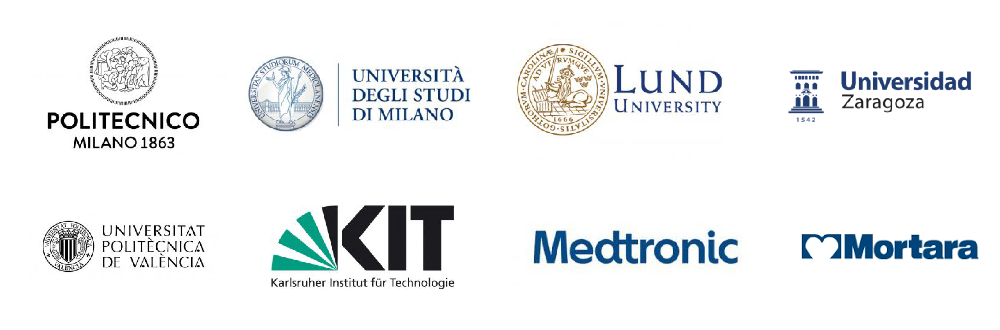 POLITECNICO
MILANO 1863
UNIVERSITAS STUDIORUM MEDIOLANENSIS
UNIVERSITÀ
DEGLI STUDI
DI MILANO
SIGILLVM·VNIVERSITATIS·GOTHORVM·CAROLINÆ
AD VTRVMQVE
1666
LUND
UNIVERSITY
1542
Universidad
Zaragoza
VNIVERSITAT POLITÈCNICA
VALÈNCIA
UNIVERSITAT
POLITÈCNICA
DE VALÈNCIA
KIT
Karlsruher Institut für Technologie
Medtronic
Mortara